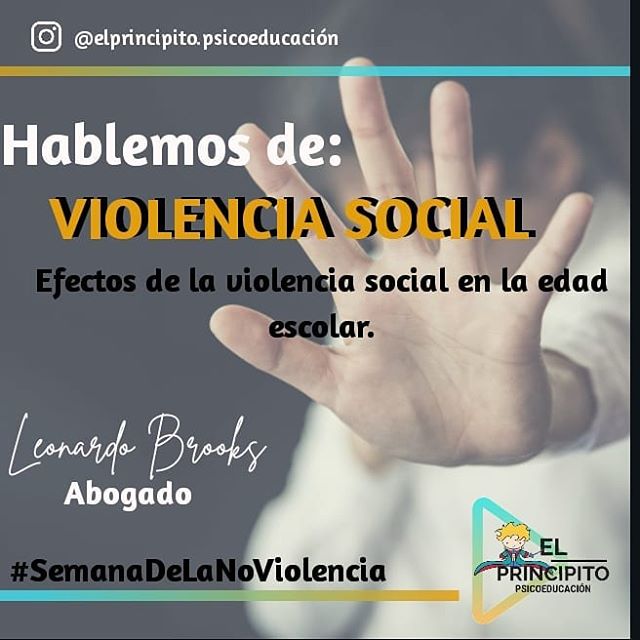 @elprincipito.psicoeducación
Hablemos de:
VIOLENCIA SOCIAL
Efectos de la violencia social en la edad
escolar.
Leonardo Brooks
Abogado
#SemanaDeLaNoViolencia
EL
PRINCIPITO
PSICOEDUCACIÓN